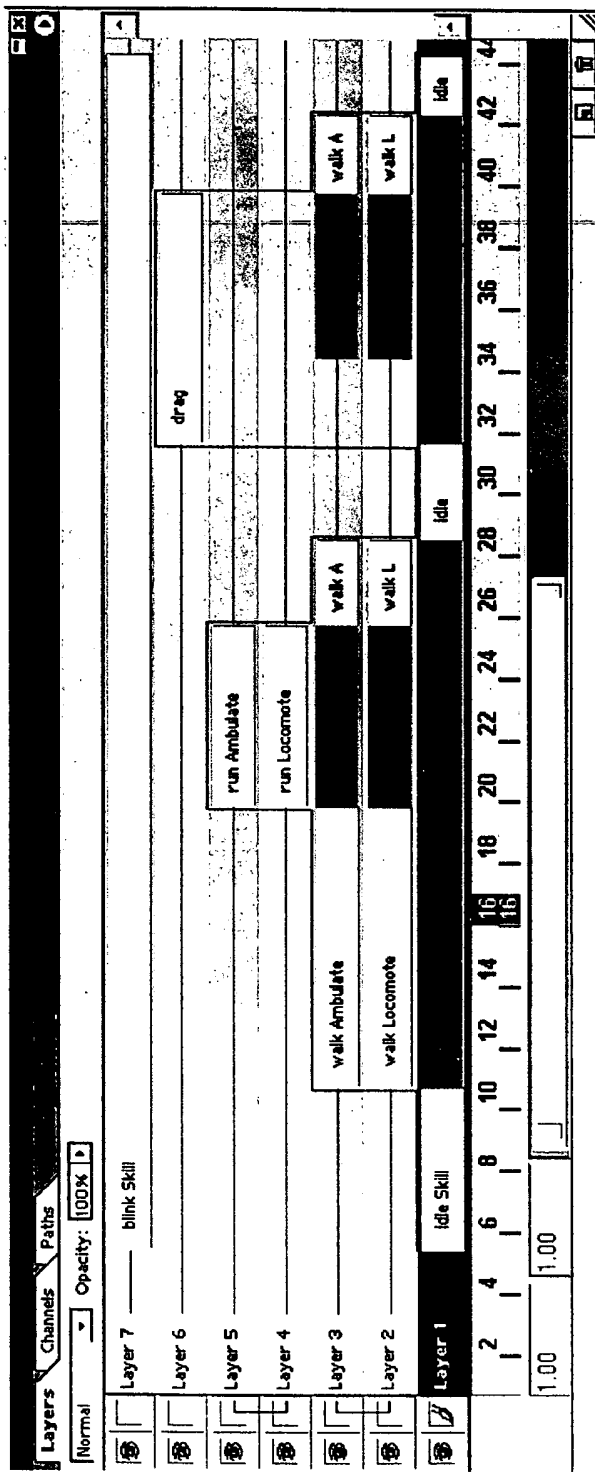 Layers Channels Paths
Normal Opacity: 100%
Layer 7 blink Skill
Layer 6 drag
Layer 5 run Ambulate
Layer 4 run Locomote
Layer 3 walk Ambulate walk A walk A
Layer 2 walk Locomote walk L walk L
Layer 1 Idle Skill Idle Idle
2 4 6 8 10 12 14 16 18 20 22 24 26 28 30 32 34 36 38 40 42 44
16
1.00 1.00